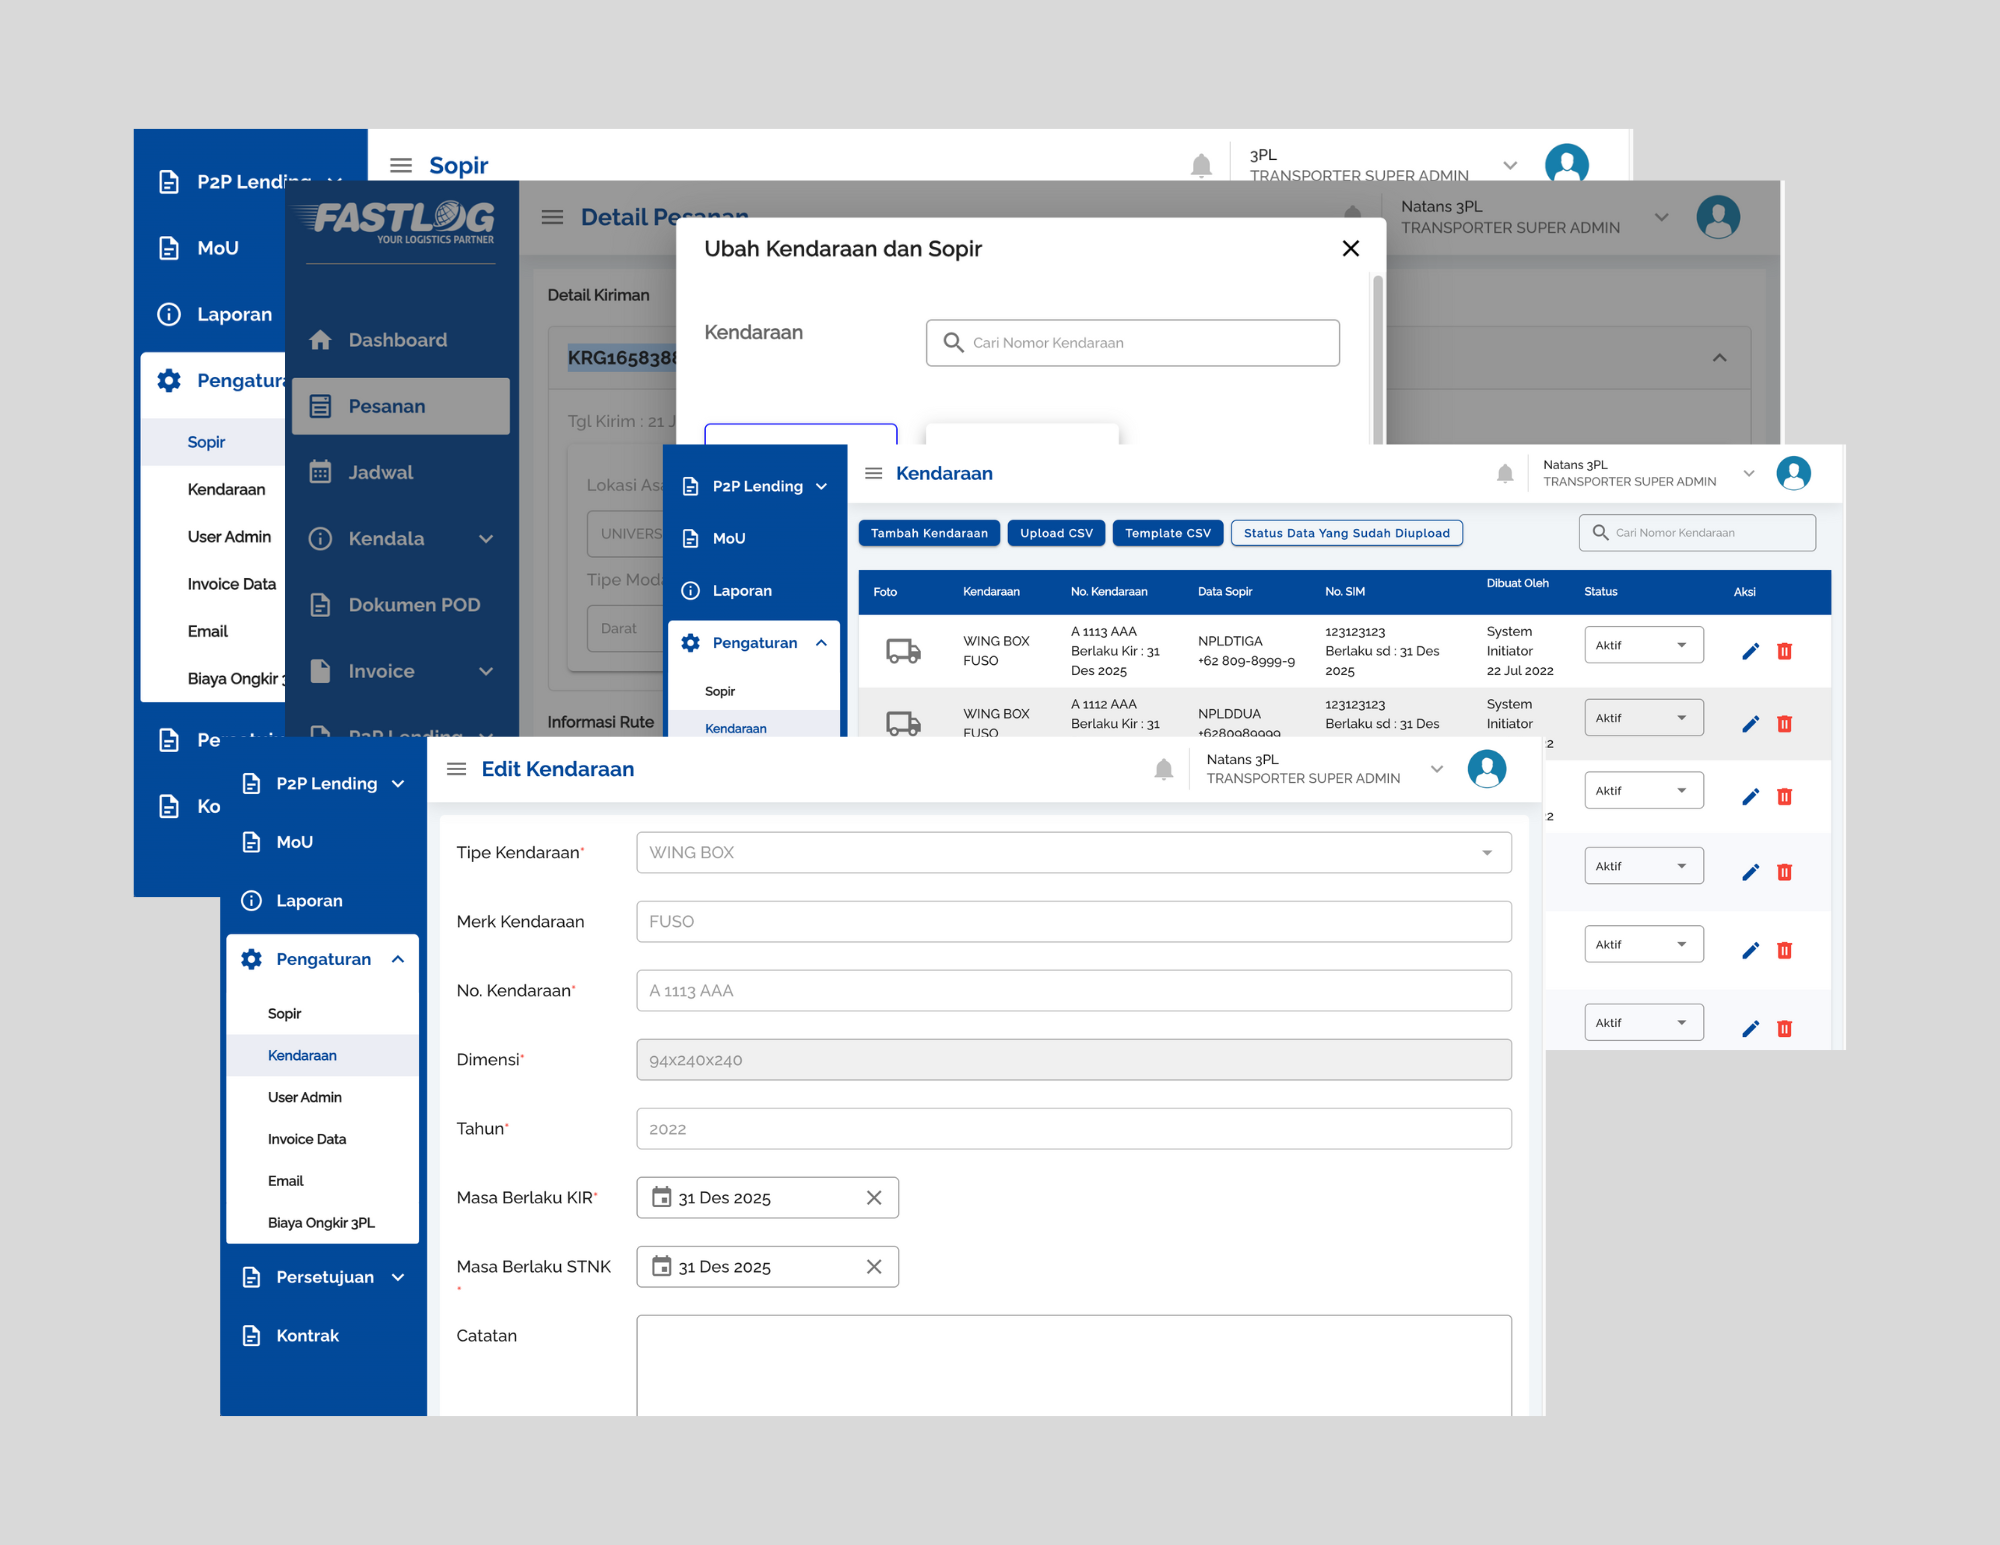 P2P Lending
MoU
Laporan
Sopir
Kendaraan
User Admin
Invoice Data
Email
Biaya Ongkir
Sopir
3PL
TRANSPORTER SUPER ADMIN
FASTLOG
YOUR LOGISTICS PARTNER
Dashboard
Pesanan
Jadwal
Kendala
Dokumen POD
Invoice
P2P Lending
Detail Pesanan
Natans 3PL
TRANSPORTER SUPER ADMIN
Detail Kiriman
KRG1658388
Tgl Kirim : 21 J
Lokasi Asa
UNIVERS
Tipe Moda
Darat
Informasi Rute
Ubah Kendaraan dan Sopir
Kendaraan
Cari Nomor Kendaraan
P2P Lending
MoU
Laporan
Pengaturan
Sopir
Kendaraan
Kendaraan
Natans 3PL
TRANSPORTER SUPER ADMIN
Tambah Kendaraan Upload CSV Template CSV Status Data Yang Sudah Diupload
Cari Nomor Kendaraan
Foto Kendaraan No. Kendaraan Data Sopir No. SIM Dibuat Oleh Status Aksi
WING BOX
FUSO
A 1113 AAA
Berlaku Kir : 31
Des 2025
NPLDTIGA
+62 809-8999-9
123123123
Berlaku sd : 31 Des
2025
System
Initiator
22 Jul 2022
Aktif
WING BOX
FUSO
A 1112 AAA
Berlaku Kir : 31
NPLDDUA
+6280989999
123123123
Berlaku sd : 31 Des
System
Initiator
Aktif
Aktif
Aktif
Aktif
Aktif
P2P Lending
MoU
Laporan
Pengaturan
Sopir
Kendaraan
User Admin
Invoice Data
Email
Biaya Ongkir 3PL
Persetujuan
Kontrak
Edit Kendaraan
Natans 3PL
TRANSPORTER SUPER ADMIN
Tipe Kendaraan*
WING BOX
Merk Kendaraan
FUSO
No. Kendaraan*
A 1113 AAA
Dimensi*
94x240x240
Tahun*
2022
Masa Berlaku KIR*
31 Des 2025
Masa Berlaku STNK
*
31 Des 2025
Catatan